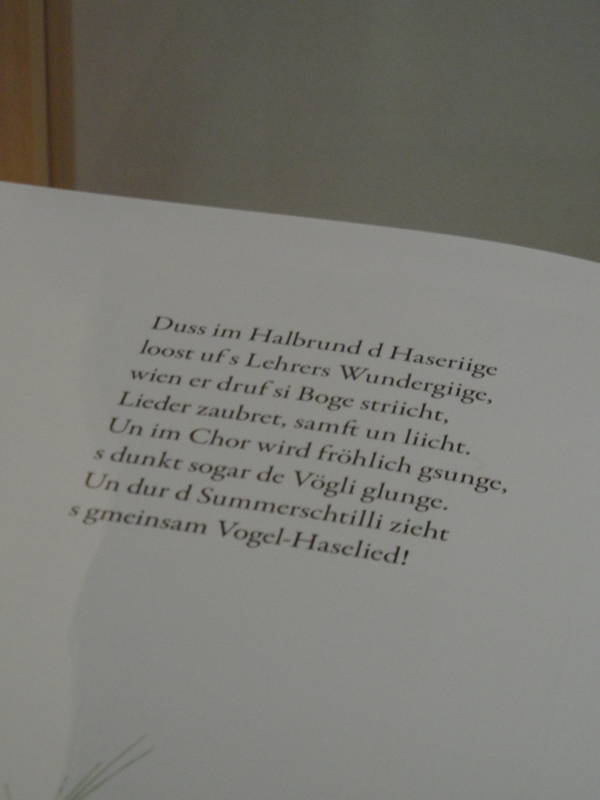 Duss im Halbrund d Haseriige
loost uf s Lehrers Wundergiige,
wien er druf si Boge striicht,
Lieder zaubret, samft un liicht.
Un im Chor wird fröhlich gsunge,
s dunkt sogar de Vögli glunge.
Un dur d Summerschtilli zieht
s gmeinsam Vogel-Haselied!